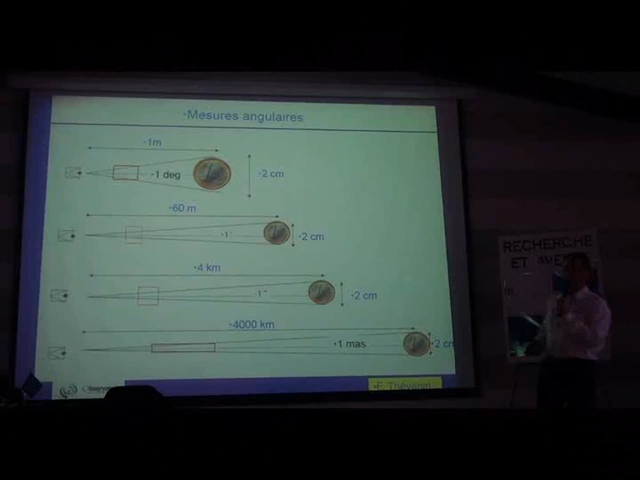 •Mesures angulaires
•1m
•1 deg
•2 cm
•60 m
•1'
•2 cm
•4 km
1"
•2 cm
•4000 km
•1 mas
•2 cm
•F. Thévenin
RECHERCHE
ET